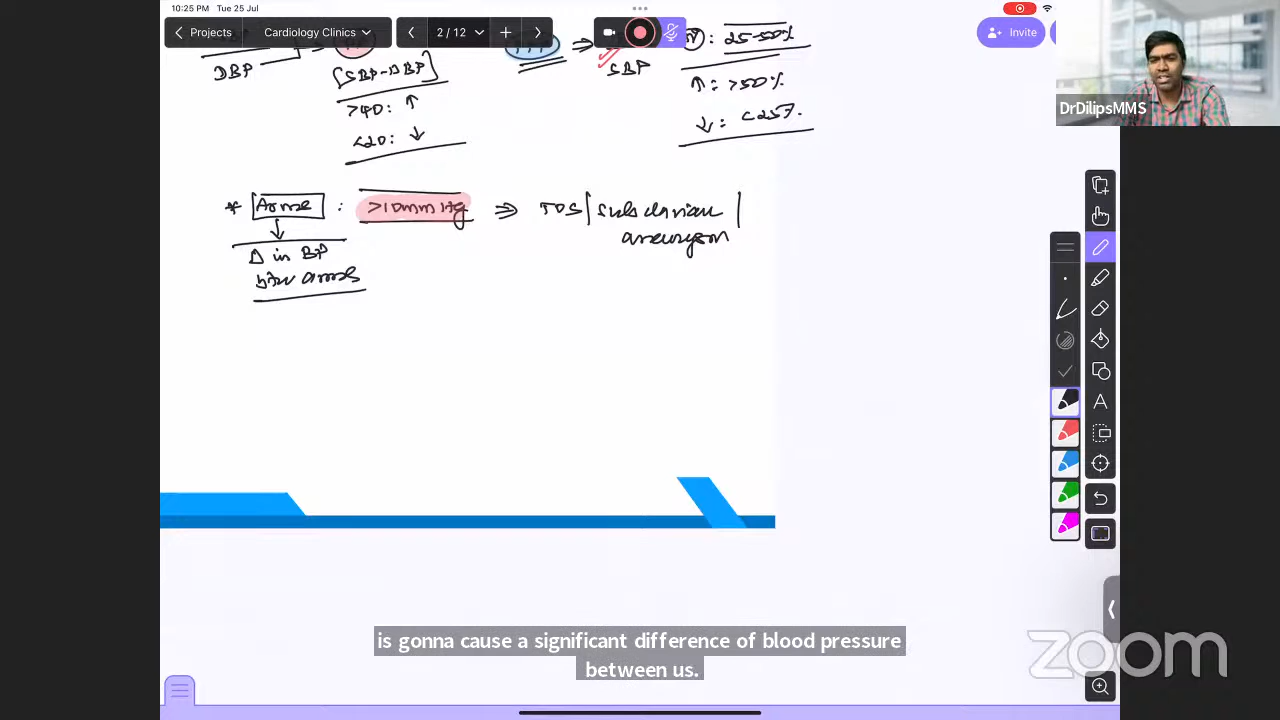 10:25 PM Tue 25 Jul
Projects Cardiology Clinics 2/12 Invite
DBP
[SBP-DBP]
>40: ↑
<20: ↓
⇒ SBP
: 25-50%
↑: >50%
↓: <25%.
DrDilipsMMS
* Arms : >10mmHg ⇒ TOS | Subclavian |
aneurysm
Δ in BP
btw arms
A
is gonna cause a significant difference of blood pressure
between us.
zoom